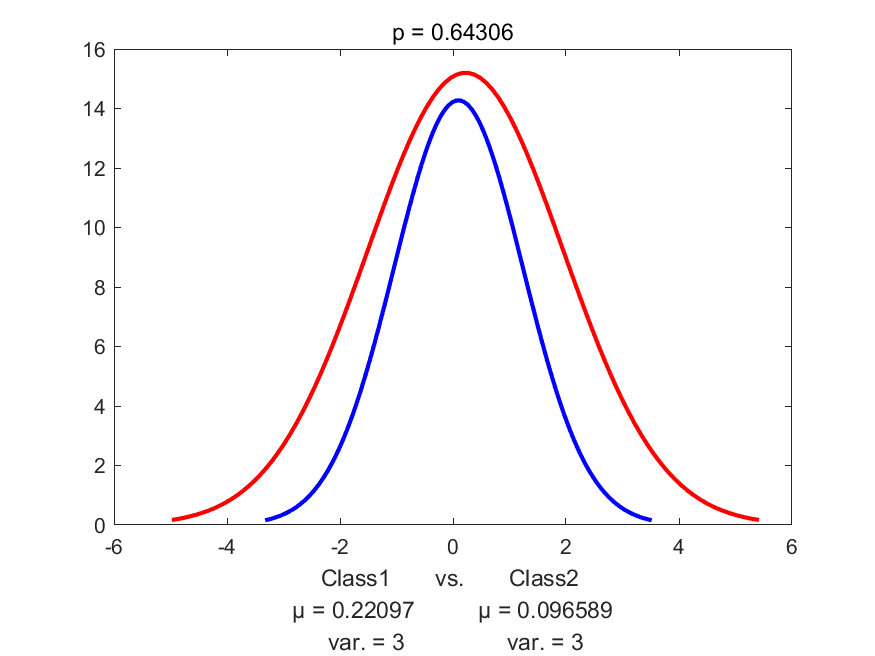 p = 0.64306
16
14
12
10
8
6
4
2
0
-6 -4 -2 0 2 4 6
Class1 vs. Class2
μ = 0.22097 μ = 0.096589
var. = 3 var. = 3